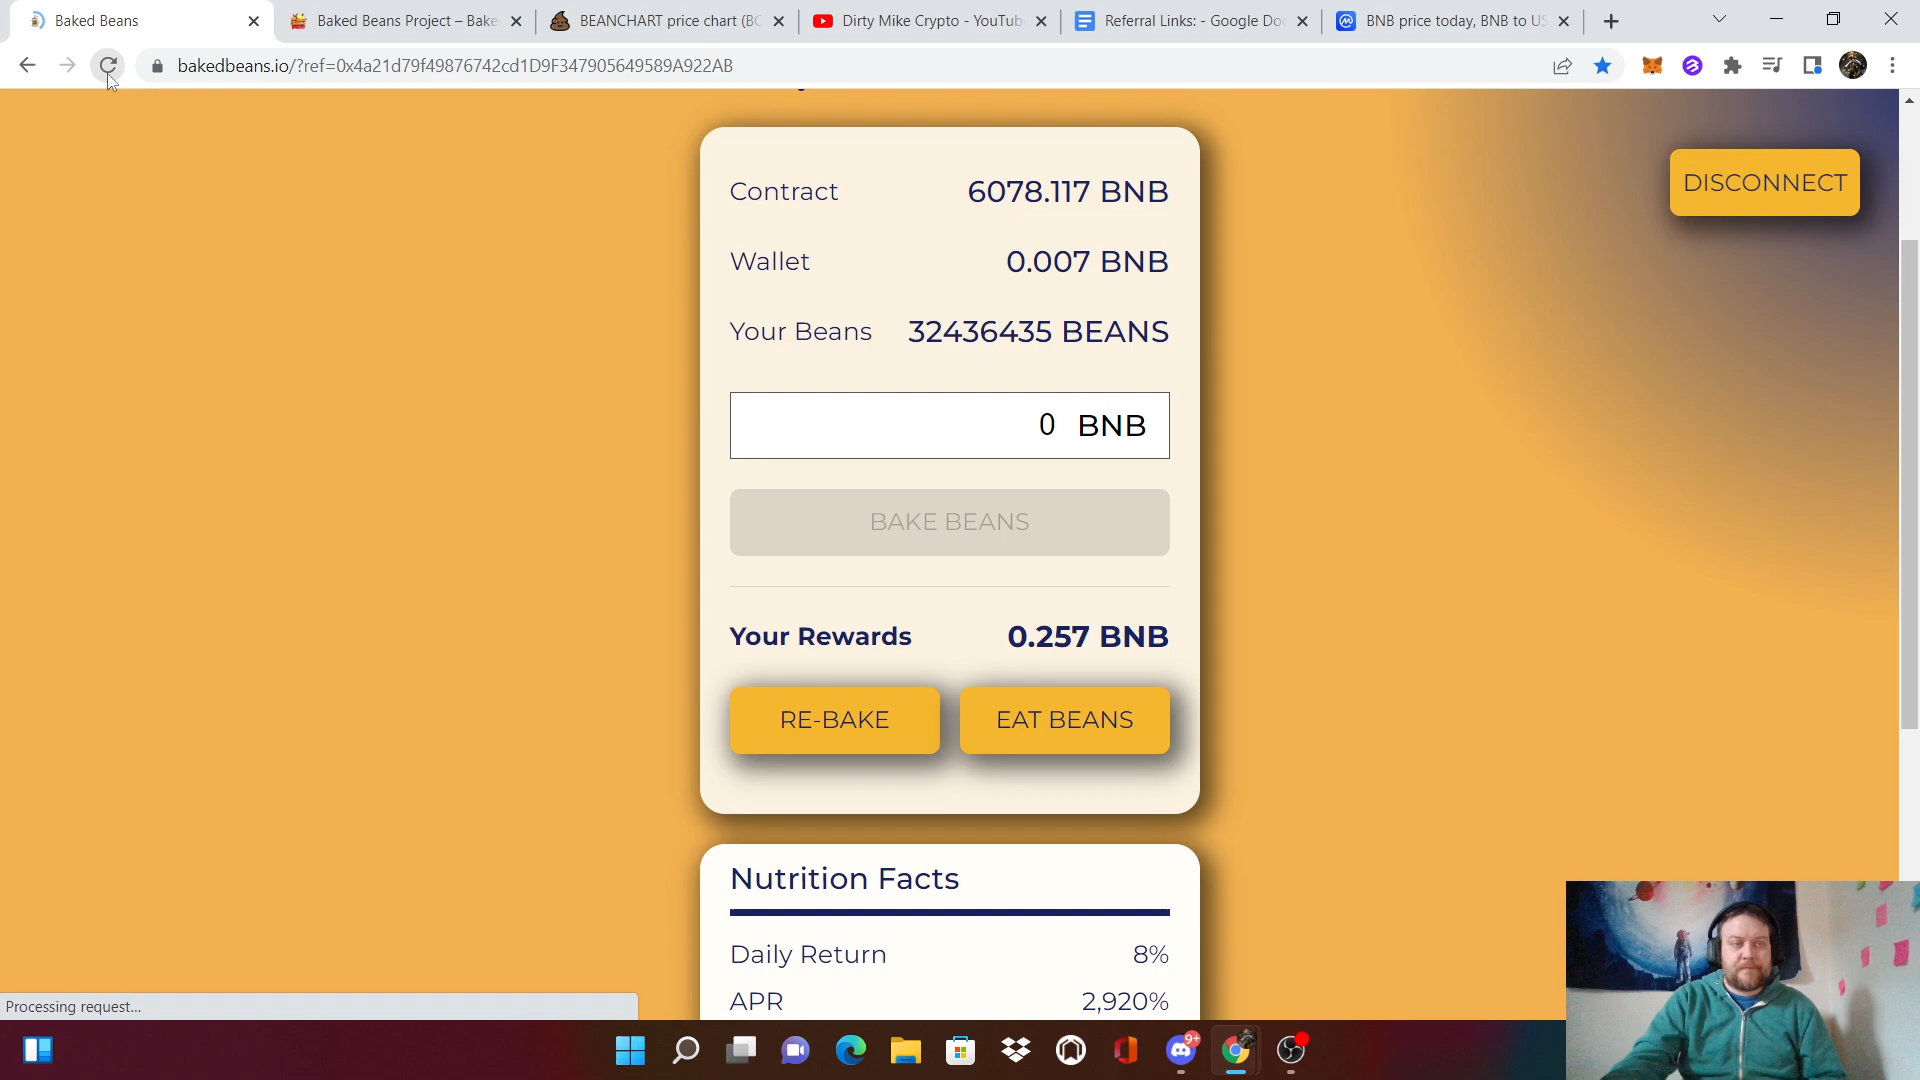 Baked Beans
Baked Beans Project – Bake
BEANCHART price chart (BC
Dirty Mike Crypto - YouTub
Referral Links: - Google Doc
BNB price today, BNB to US
bakedbeans.io/?ref=0x4a21d79f49876742cd1D9F347905649589A922AB
DISCONNECT
Contract 6078.117 BNB
Wallet 0.007 BNB
Your Beans 32436435 BEANS
0 BNB
BAKE BEANS
Your Rewards 0.257 BNB
RE-BAKE EAT BEANS
Nutrition Facts
Daily Return 8%
APR 2,920%
Processing request...
9+